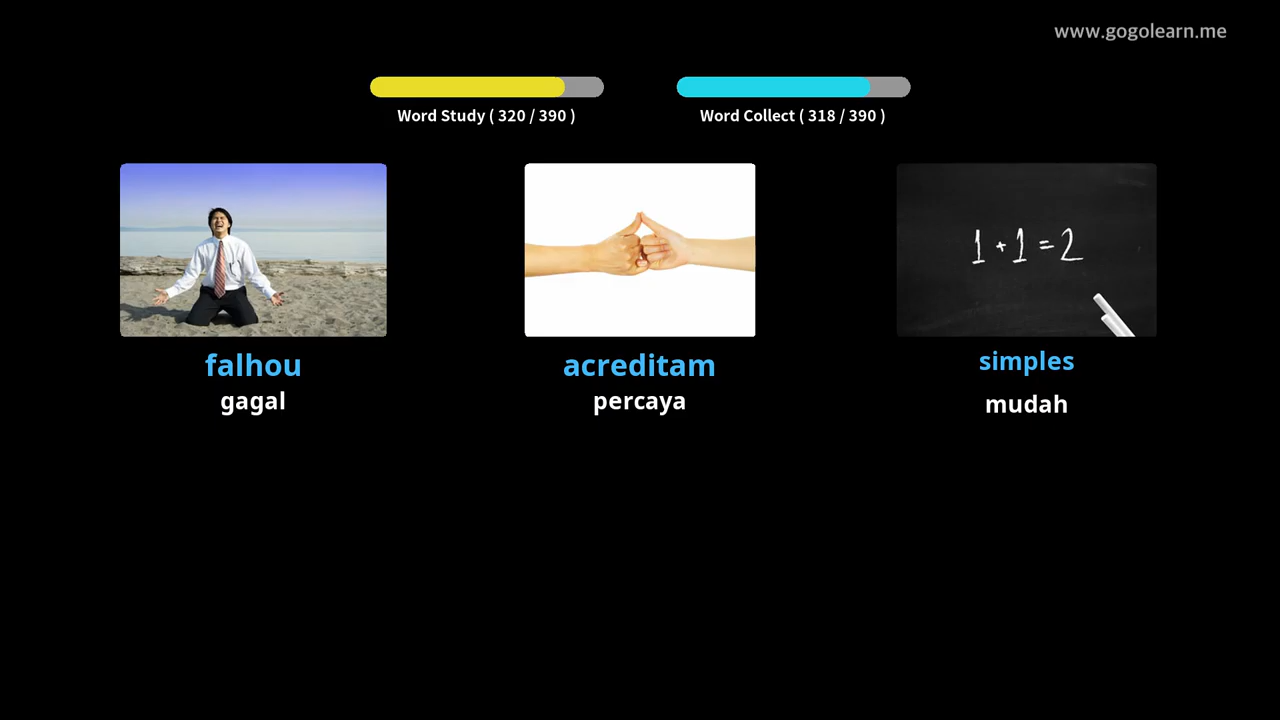 www.gogolearn.me
Word Study ( 320 / 390 )
Word Collect ( 318 / 390 )
1 + 1 = 2
falhou
gagal
acreditam
percaya
simples
mudah